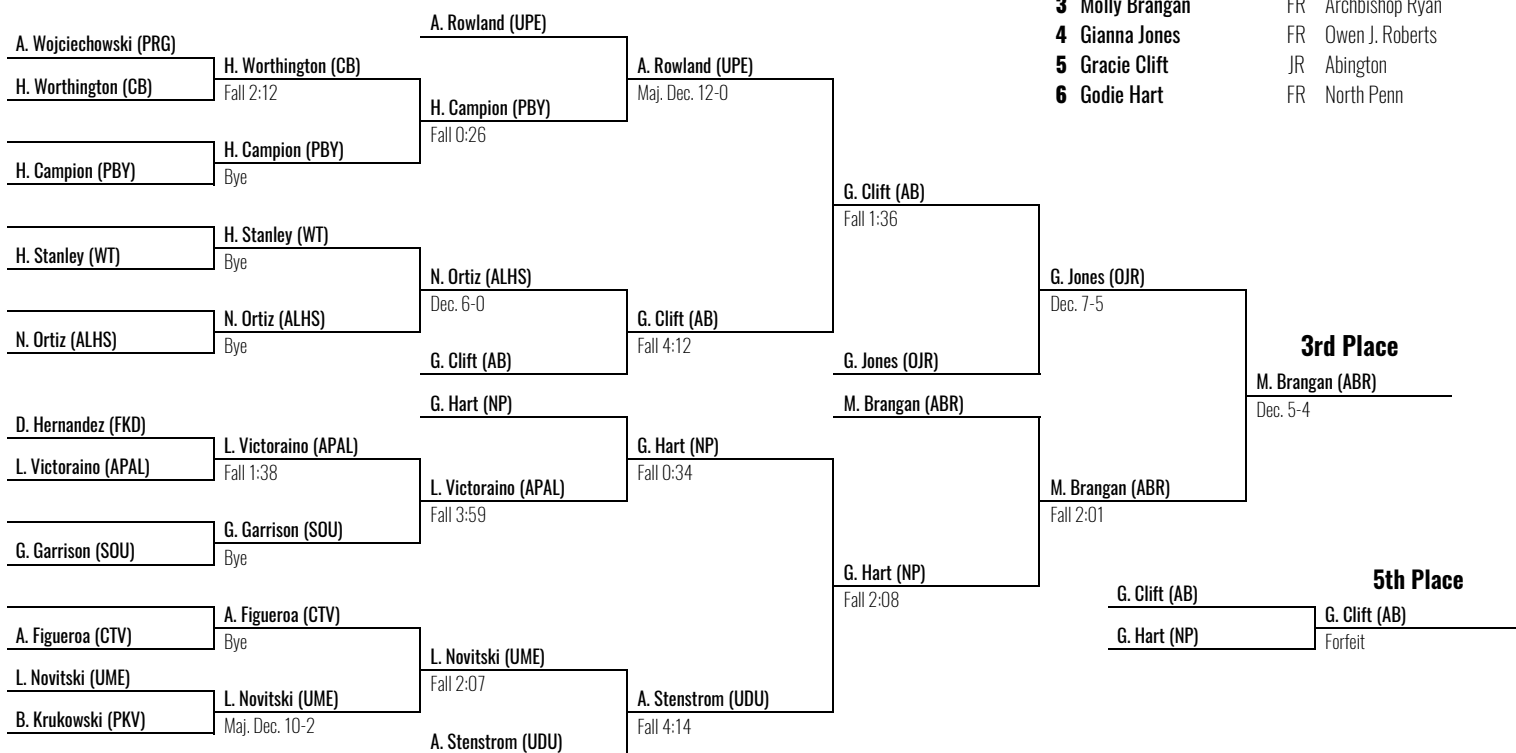 3 Molly Brangan FR Archbishop Ryan
4 Gianna Jones FR Owen J. Roberts
5 Gracie Clift JR Abington
6 Godie Hart FR North Penn
A. Wojciechowski (PRG)
H. Worthington (CB)
H. Campion (PBY)
H. Stanley (WT)
N. Ortiz (ALHS)
D. Hernandez (FKD)
L. Victoraino (APAL)
G. Garrison (SOU)
A. Figueroa (CTV)
L. Novitski (UME)
B. Krukowski (PKV)
H. Worthington (CB)
Fall 2:12
H. Campion (PBY)
Bye
H. Stanley (WT)
Bye
N. Ortiz (ALHS)
Bye
L. Victoraino (APAL)
Fall 1:38
G. Garrison (SOU)
Bye
A. Figueroa (CTV)
Bye
L. Novitski (UME)
Maj. Dec. 10-2
A. Rowland (UPE)
H. Campion (PBY)
Fall 0:26
N. Ortiz (ALHS)
Dec. 6-0
G. Clift (AB)
G. Hart (NP)
L. Victoraino (APAL)
Fall 3:59
L. Novitski (UME)
Fall 2:07
A. Stenstrom (UDU)
A. Rowland (UPE)
Maj. Dec. 12-0
G. Clift (AB)
Fall 4:12
G. Hart (NP)
Fall 0:34
A. Stenstrom (UDU)
Fall 4:14
G. Clift (AB)
Fall 1:36
G. Jones (OJR)
M. Brangan (ABR)
G. Hart (NP)
Fall 2:08
G. Jones (OJR)
Dec. 7-5
M. Brangan (ABR)
Fall 2:01
3rd Place
M. Brangan (ABR)
Dec. 5-4
5th Place
G. Clift (AB)
G. Hart (NP)
G. Clift (AB)
Forfeit